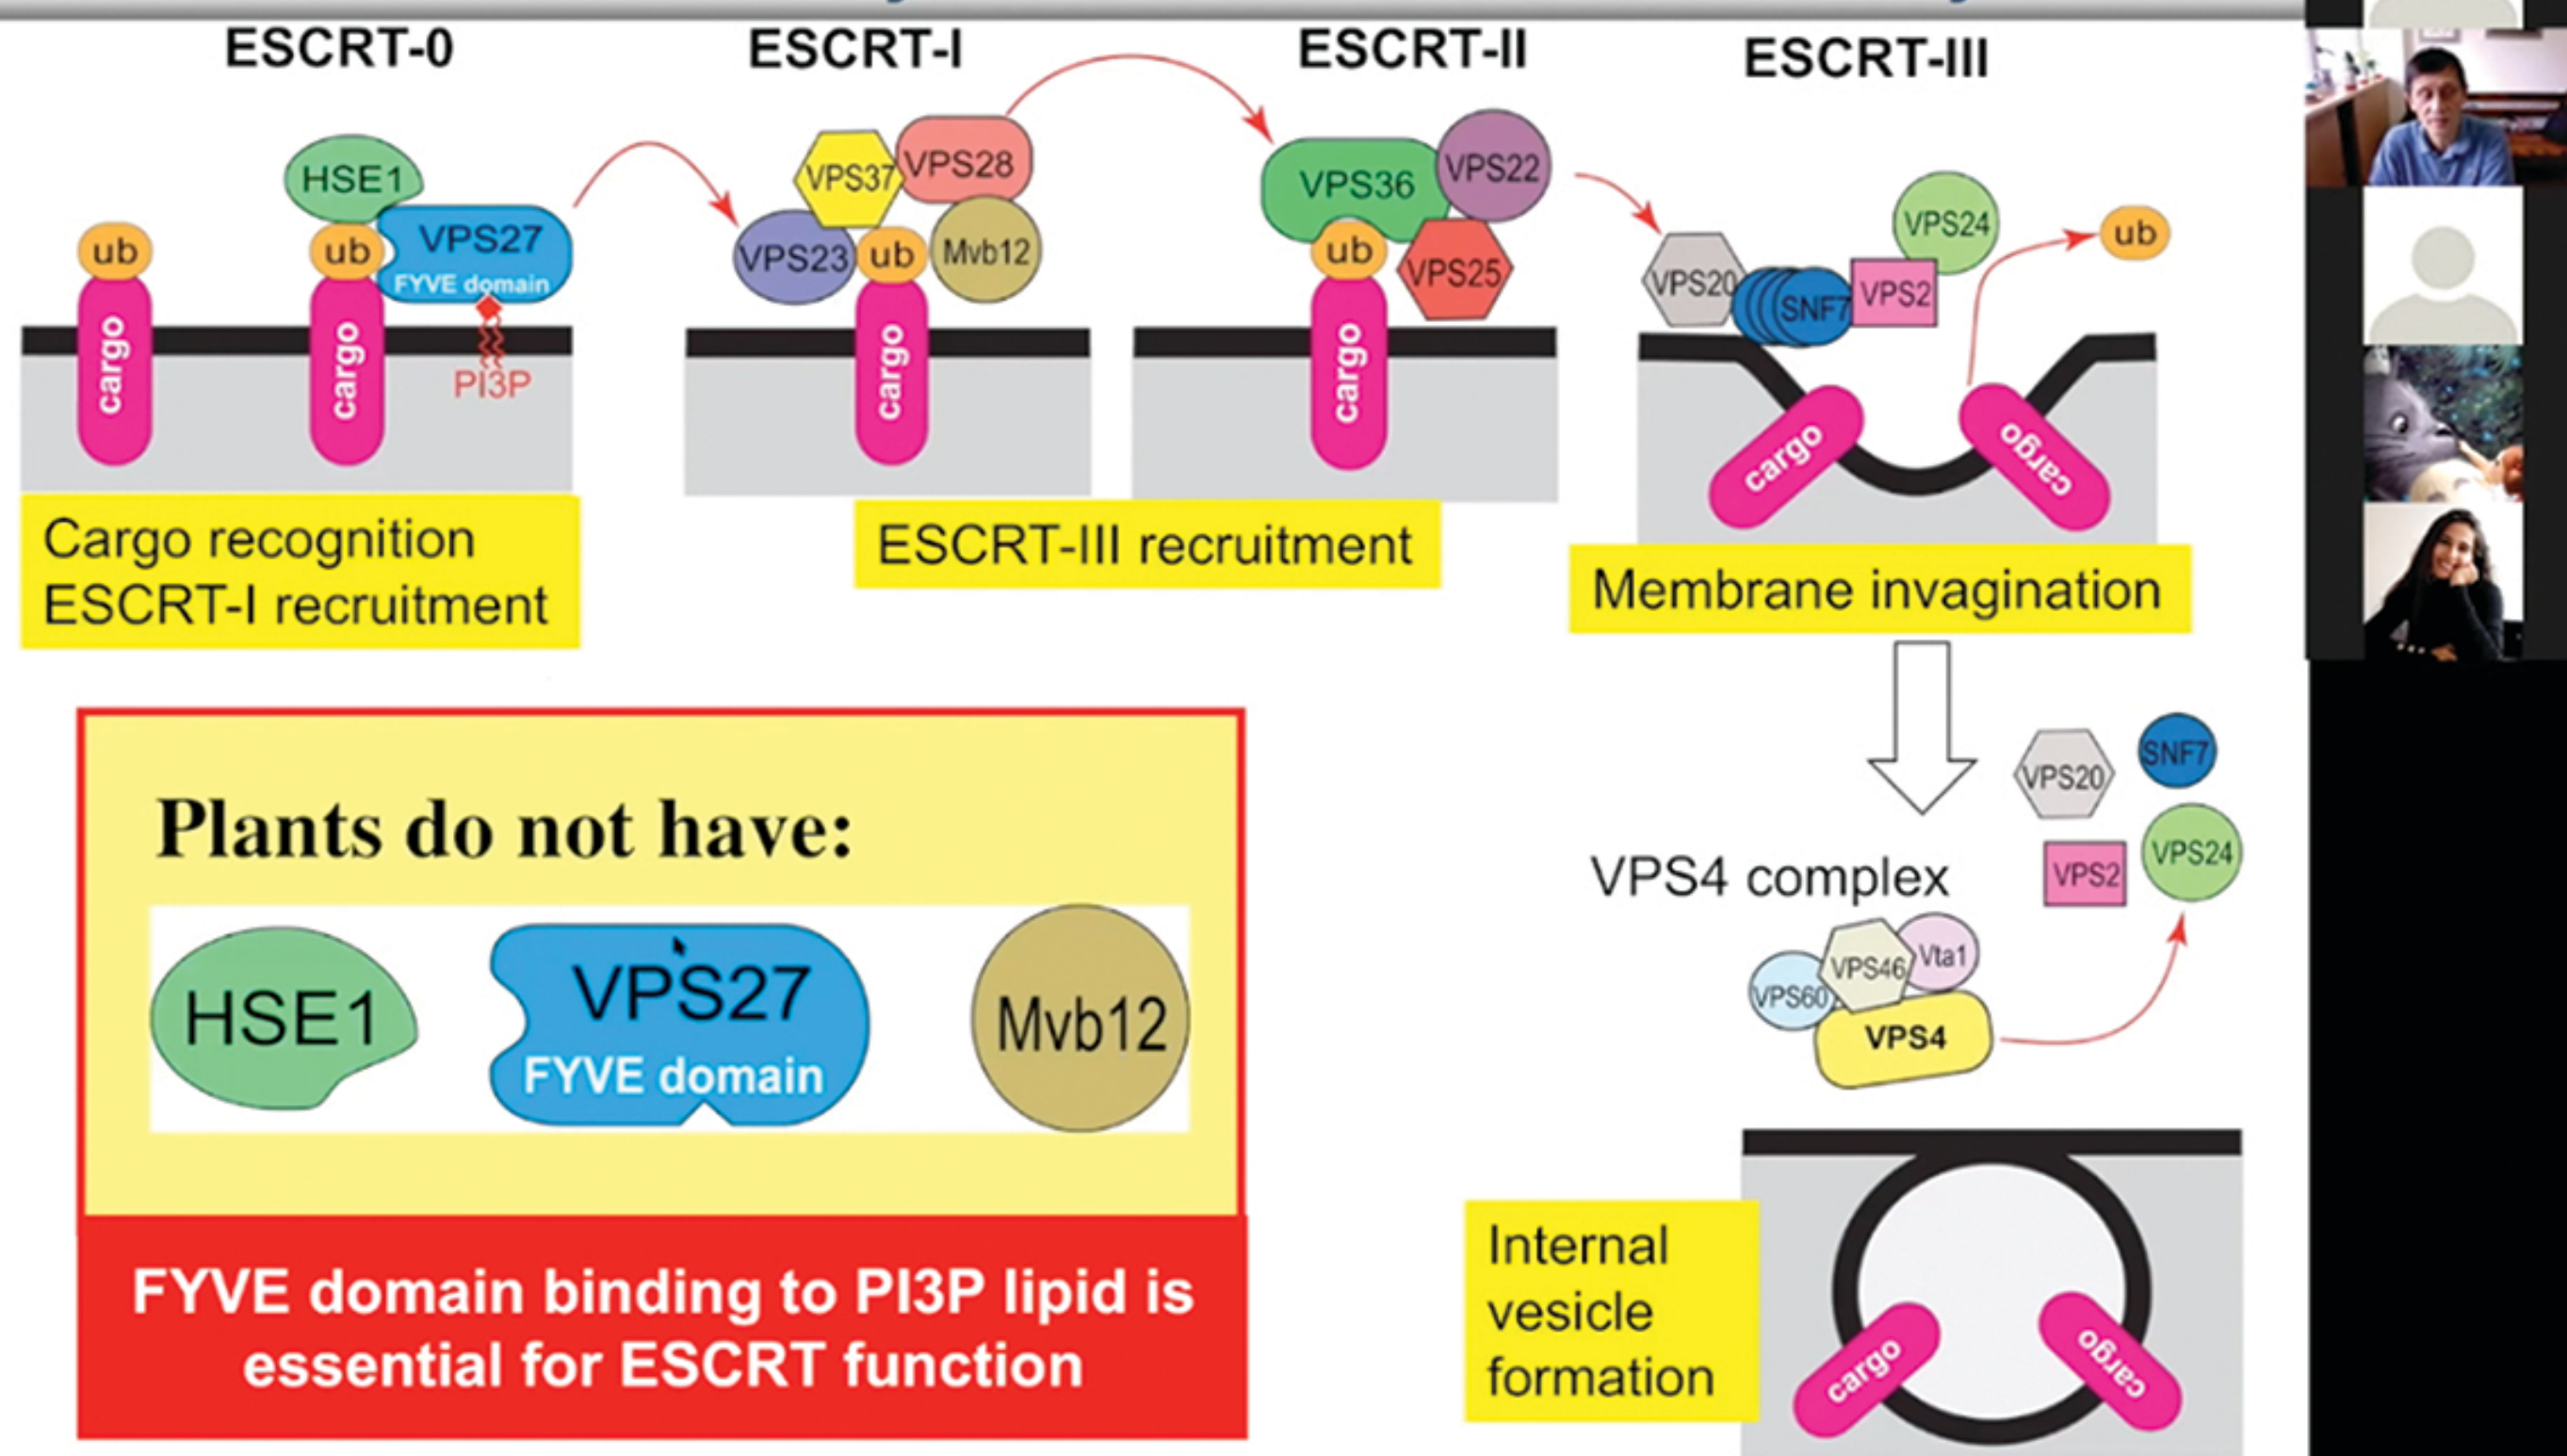 ESCRT-0
ESCRT-I
ESCRT-II
ESCRT-III
HSE1
ub
ub
VPS27
FYVE domain
cargo
cargo
PI3P
VPS37
VPS28
VPS23
ub
Mvb12
cargo
VPS36
VPS22
ub
VPS25
cargo
VPS24
ub
VPS20
SNF7
VPS2
cargo
cargo
Cargo recognition
ESCRT-I recruitment
ESCRT-III recruitment
Membrane invagination
Plants do not have:
HSE1
VPS27
FYVE domain
Mvb12
FYVE domain binding to PI3P lipid is
essential for ESCRT function
VPS20
SNF7
VPS2
VPS24
VPS4 complex
VPS60
VPS46
Vta1
VPS4
Internal
vesicle
formation
cargo
cargo